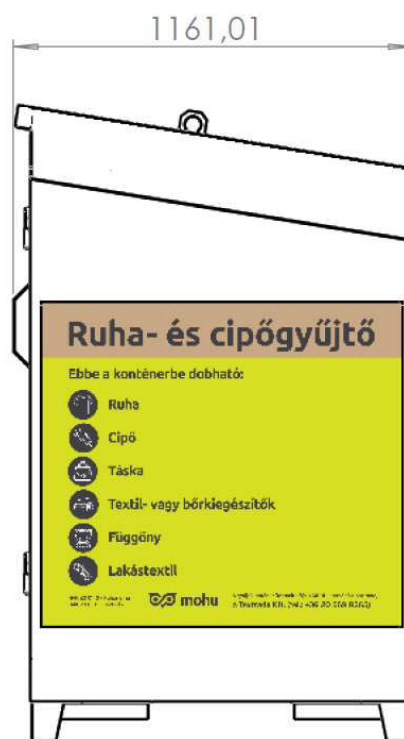 1161,01
Ruha- és cipőgyűjtő
Ebbe a konténerbe dobható:
Ruha
Cipő
Táska
Textil- vagy bőrkiegészítők
Függöny
Lakástextil
mohu